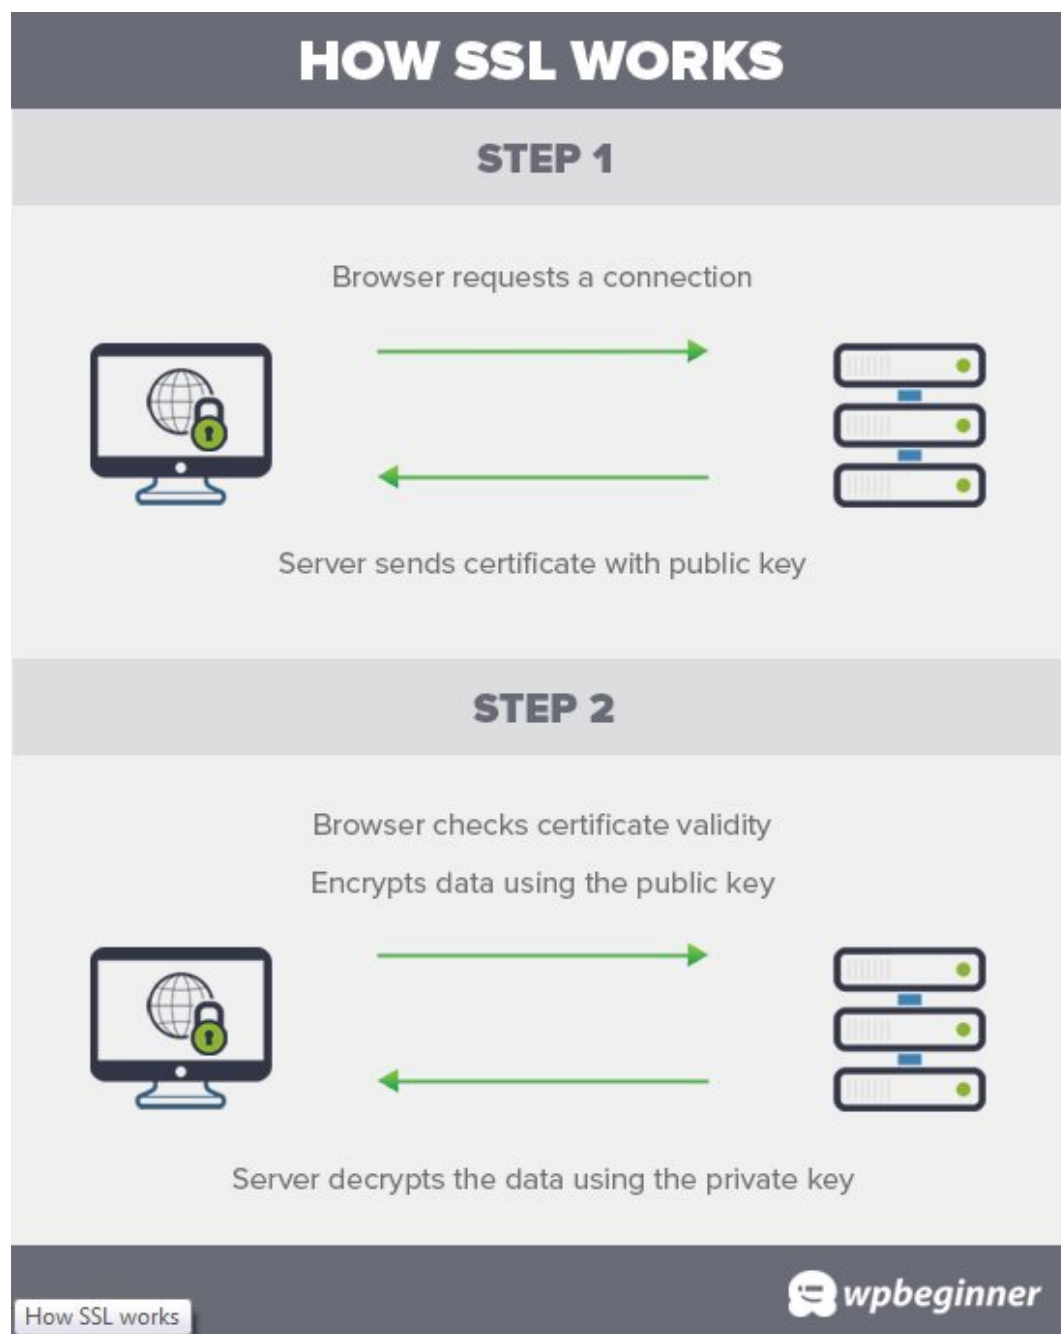 HOW SSL WORKS
STEP 1
Browser requests a connection
Server sends certificate with public key
STEP 2
Browser checks certificate validity
Encrypts data using the public key
Server decrypts the data using the private key
wpbeginner
How SSL works